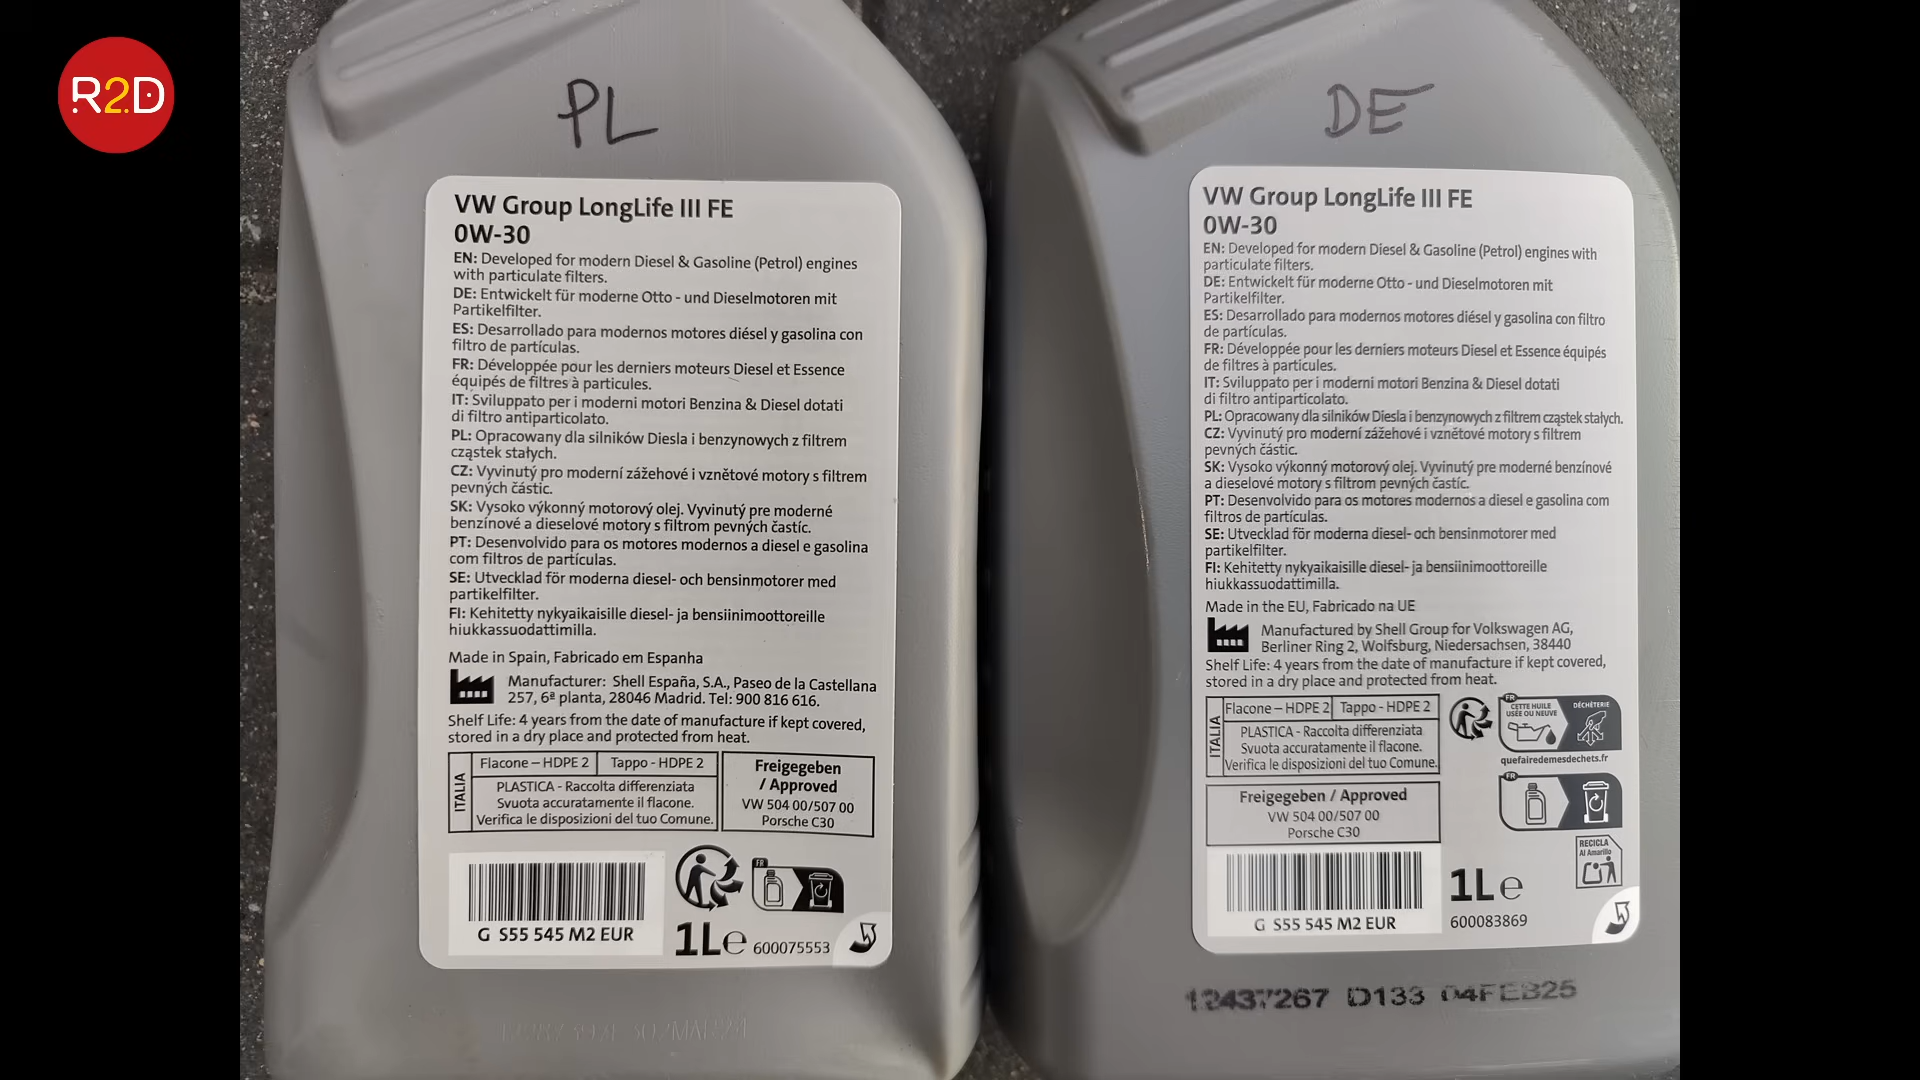 R2D
PL
VW Group LongLife III FE
0W-30
EN: Developed for modern Diesel & Gasoline (Petrol) engines
with particulate filters.
DE: Entwickelt für moderne Otto - und Dieselmotoren mit
Partikelfilter.
ES: Desarrollado para modernos motores diésel y gasolina con
filtro de partículas.
FR: Développée pour les derniers moteurs Diesel et Essence
équipés de filtres à particules.
IT: Sviluppato per i moderni motori Benzina & Diesel dotati
di filtro antiparticolato.
PL: Opracowany dla silników Diesla i benzynowych z filtrem
cząstek stałych.
CZ: Vyvinutý pro moderní zážehové i vznětové motory s filtrem
pevných částic.
SK: Vysoko výkonný motorový olej. Vyvinutý pre moderné
benzínové a dieselové motory s filtrom pevných častíc.
PT: Desenvolvido para os motores modernos a diesel e gasolina
com filtros de partículas.
SE: Utvecklad för moderna diesel- och bensinmotorer med
partikelfilter.
FI: Kehitetty nykyaikaisille diesel- ja bensiinimoottoreille
hiukkassuodattimilla.
Made in Spain, Fabricado em Espanha
Manufacturer: Shell España, S.A., Paseo de la Castellana
257, 6ª planta, 28046 Madrid. Tel: 900 816 616.
Shelf Life: 4 years from the date of manufacture if kept covered,
stored in a dry place and protected from heat.
ITALIA
Flacone – HDPE 2 Tappo - HDPE 2
PLASTICA - Raccolta differenziata
Svuota accuratamente il flacone.
Verifica le disposizioni del tuo Comune.
Freigegeben
/ Approved
VW 504 00/507 00
Porsche C30
FR
G S55 545 M2 EUR
1L e 600075553
DE
VW Group LongLife III FE
0W-30
EN: Developed for modern Diesel & Gasoline (Petrol) engines with
particulate filters.
DE: Entwickelt für moderne Otto - und Dieselmotoren mit
Partikelfilter.
ES: Desarrollado para modernos motores diésel y gasolina con filtro
de partículas.
FR: Développée pour les derniers moteurs Diesel et Essence équipés
de filtres à particules.
IT: Sviluppato per i moderni motori Benzina & Diesel dotati
di filtro antiparticolato.
PL: Opracowany dla silników Diesla i benzynowych z filtrem cząstek stałych.
CZ: Vyvinutý pro moderní zážehové i vznětové motory s filtrem
pevných částic.
SK: Vysoko výkonný motorový olej. Vyvinutý pre moderné benzínové
a dieselové motory s filtrom pevných častíc.
PT: Desenvolvido para os motores modernos a diesel e gasolina com
filtros de partículas.
SE: Utvecklad för moderna diesel- och bensinmotorer med
partikelfilter.
FI: Kehitetty nykyaikaisille diesel- ja bensiinimoottoreille
hiukkassuodattimilla.
Made in the EU, Fabricado na UE
Manufactured by Shell Group for Volkswagen AG,
Berliner Ring 2, Wolfsburg, Niedersachsen, 38440
Shelf Life: 4 years from the date of manufacture if kept covered,
stored in a dry place and protected from heat.
ITALIA
Flacone – HDPE 2 Tappo - HDPE 2
PLASTICA - Raccolta differenziata
Svuota accuratamente il flacone.
Verifica le disposizioni del tuo Comune.
FR
CETTE HUILE
USÉE OU NEUVE
DÉCHÈTERIE
quefairedemesdechets.fr
FR
Freigegeben / Approved
VW 504 00/507 00
Porsche C30
RECICLA
Al Amarillo
G S55 545 M2 EUR
1L e
600083869
12437267 D133 04FEB25